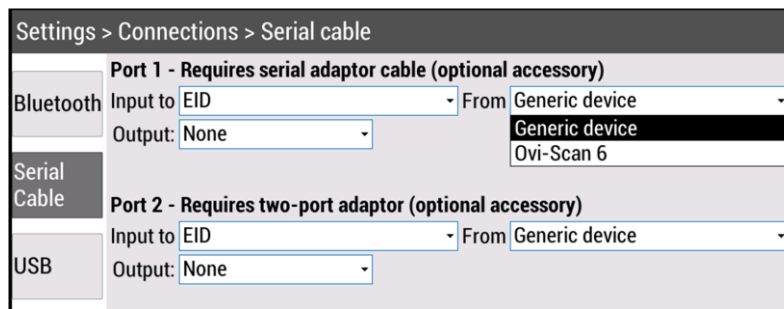 Settings > Connections > Serial cable
Port 1 - Requires serial adaptor cable (optional accessory)
Bluetooth
Input to EID From Generic device
Output: None
Generic device
Ovi-Scan 6
Serial
Cable
Port 2 - Requires two-port adaptor (optional accessory)
Input to EID From Generic device
USB
Output: None